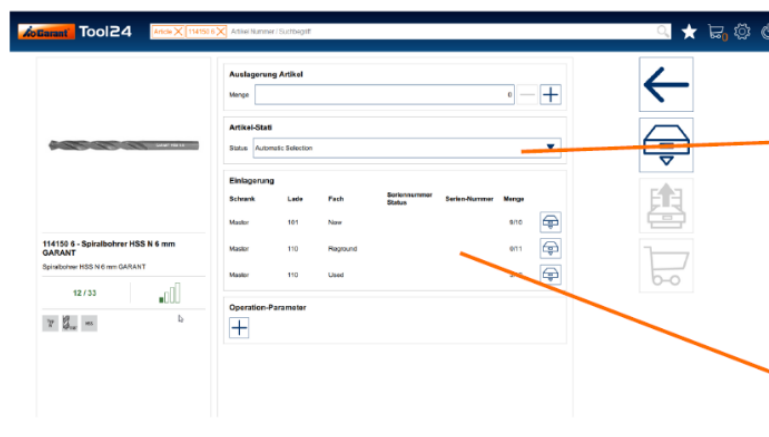 Garant Tool24
Article X 114150 6 X Artikel Nummer / Suchbegriff
0
Auslagerung Artikel
Menge 0
Artikel-Stati
Status Automatic Selection
Einlagerung
Schrank Lade Fach Seriennummer Status Serien-Nummer Menge
Master 101 New 9/10
Master 110 Reground 0/11
Master 110 Used
Operation-Parameter
114150 6 - Spiralbohrer HSS N 6 mm
GARANT
Spiralbohrer HSS N 6 mm GARANT
12 / 33
HSS